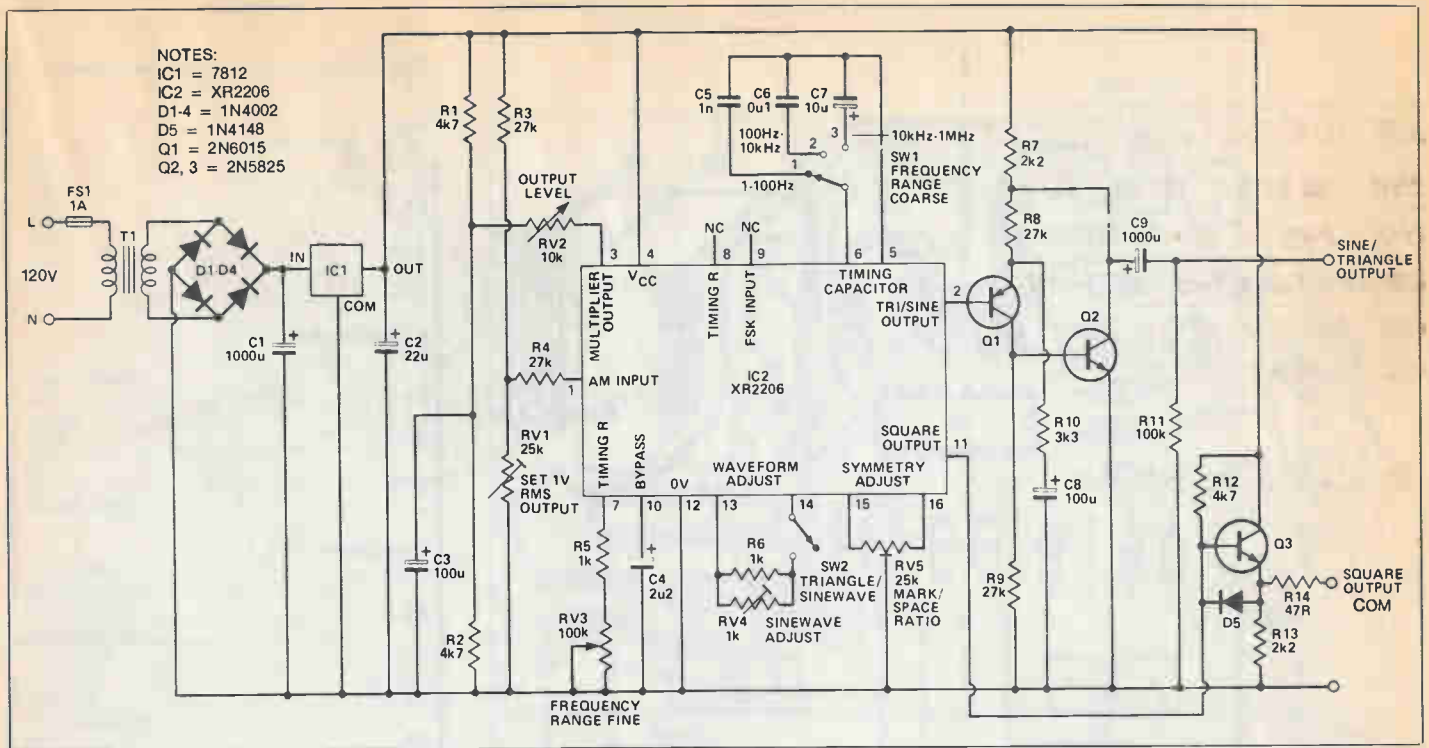 NOTES:
IC1 = 7812
IC2 = XR2206
D1-4 = 1N4002
D5 = 1N4148
Q1 = 2N6015
Q2, 3 = 2N5825
FS1
1A
L
T1
120V
N
D1-D4
IN
IC1
OUT
COM
C1
1000u
C2
22u
R1
4k7
R3
27k
OUTPUT
LEVEL
RV2
10k
R4
27k
RV1
25k
SET 1V
RMS
OUTPUT
C3
100u
R2
4k7
C5
1n
C6
0u1
C7
10u
+
100Hz-
10kHz
2
3
10kHz-1MHz
1
SW1
FREQUENCY
RANGE
COARSE
1-100Hz
NC
NC
3
4
8
9
6
5
MULTIPLIER
OUTPUT
VCC
TIMING R
FSK INPUT
TIMING
CAPACITOR
TRI/SINE
OUTPUT
2
AM INPUT
1
IC2
XR2206
SQUARE
OUTPUT
11
TIMING R
BYPASS
0V
WAVEFORM
ADJUST
SYMMETRY
ADJUST
7
10
12
13
14
15
16
R5
1k
C4
2u2
RV3
100k
FREQUENCY
RANGE FINE
R6
1k
RV4
1k
SW2
TRIANGLE/
SINEWAVE
SINEWAVE
ADJUST
RV5
25k
MARK/
SPACE
RATIO
R7
2k2
R8
27k
Q1
Q2
C9
1000u
SINE/
TRIANGLE
OUTPUT
R10
3k3
C8
100u
R9
27k
R11
100k
R12
4k7
Q3
D5
R14
47R
R13
2k2
SQUARE
OUTPUT
COM